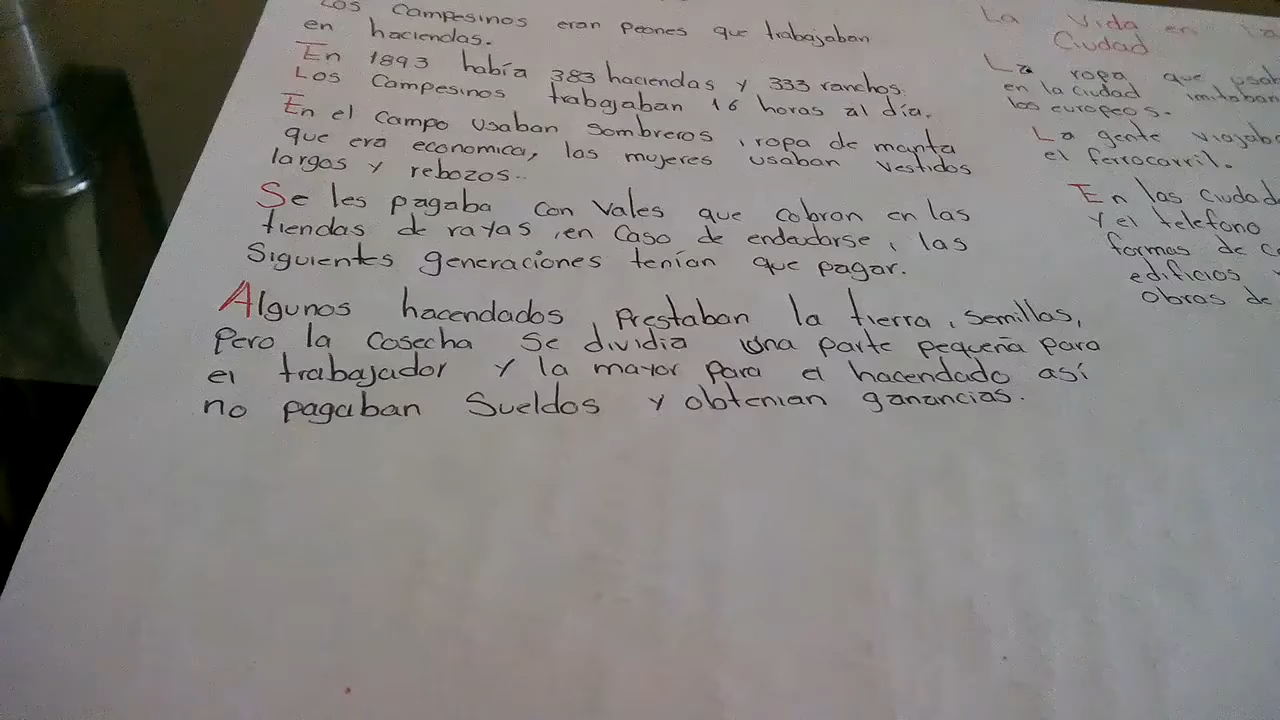 Los Campesinos eran peones que trabajaban
en haciendas.
En 1893 había 383 haciendas y 333 ranchos.
Los Campesinos trabajaban 16 horas al día.
En el campo usaban sombreros, ropa de manta
que era economica, las mujeres usaban vestidos
largos y rebozos..
Se les pagaba con vales que cobran en las
tiendas de rayas, en caso de endeudarse, las
Siguientes generaciones tenían que pagar.
Algunos hacendados prestaban la tierra, semillas,
pero la cosecha se dividia una parte pequeña para
el trabajador y la mayor para el hacendado así
no pagaban Sueldos y obtenian ganancias.
La Vida en la
Ciudad
La ropa que
en la ciudad imitaban
los europeos.
La gente viajaba
el ferrocarril.
En las
y el telefono
formas de
edificios
obras de